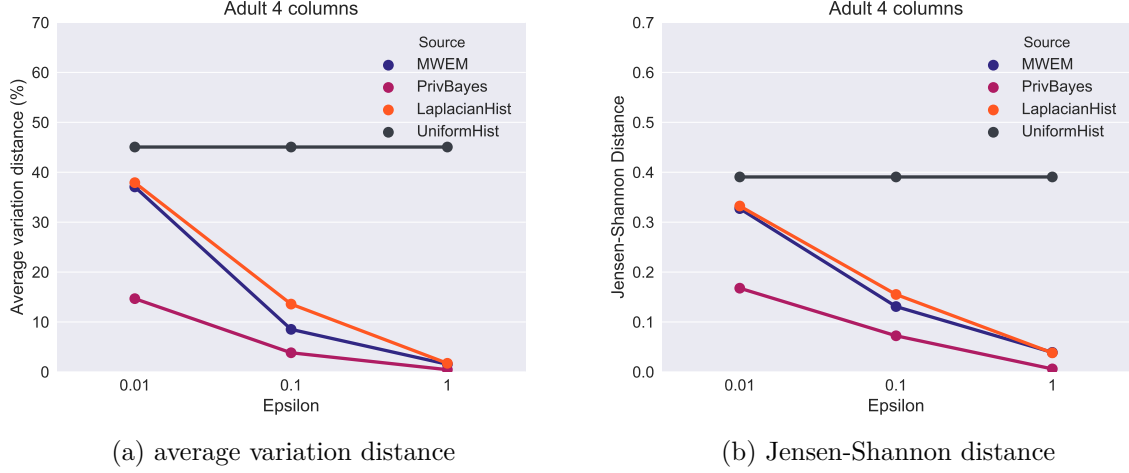 Adult 4 columns
70
60
50
40
30
20
10
0
Average variation distance (%)
Source
MWEM
PrivBayes
LaplacianHist
UniformHist
0.01 0.1 1
Epsilon
(a) average variation distance
Adult 4 columns
0.7
0.6
0.5
0.4
0.3
0.2
0.1
0.0
Jensen-Shannon Distance
Source
MWEM
PrivBayes
LaplacianHist
UniformHist
0.01 0.1 1
Epsilon
(b) Jensen-Shannon distance